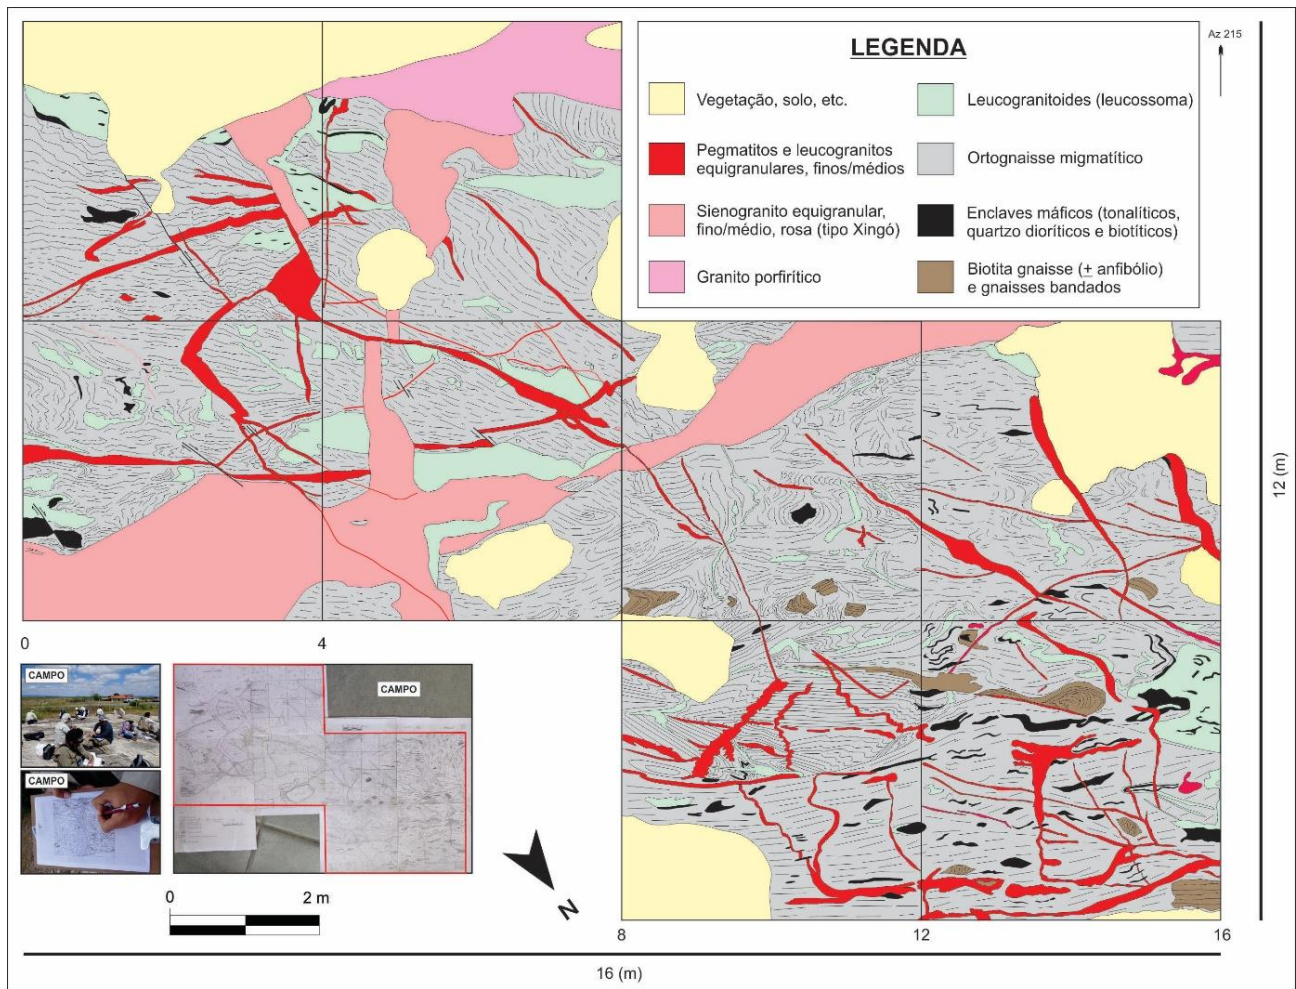 LEGENDA
Vegetação, solo, etc.
Pegmatitos e leucogranitos
equigranulares, finos/médios
Sienogranito equigranular,
fino/médio, rosa (tipo Xingó)
Granito porfirítico
Leucogranitoides (leucossoma)
Ortognaisse migmatítico
Enclaves máficos (tonalíticos,
quartzo dioríticos e biotíticos)
Biotita gnaisse (± anfibólio)
e gnaisses bandados
Az 215
12 (m)
0
4
CAMPO
CAMPO
CAMPO
0
2 m
N
8
12
16
16 (m)